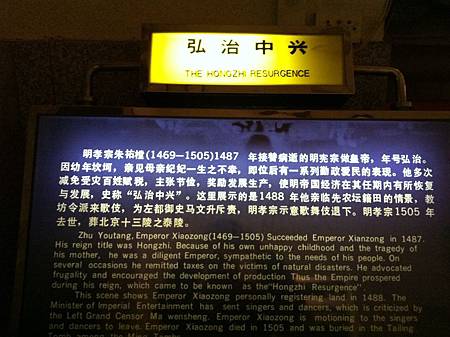 弘治中兴
THE HONGZHI RESURGENCE
明孝宗朱祐樘(1469—1505)1487 年接替病逝的明宪宗做皇帝，年号弘治。
因幼年坎坷，亲见母亲纪妃一生之不幸，即位后有一系列勤政爱民的表现。他多次
减免受灾百姓赋税，主张节俭，奖励发展生产，使明帝国经济在其任期内有所恢复
与发展，史称“弘治中兴”。这里展示的是1488 年他亲临先农坛籍田的情景，教
坊令派来歌伎，为左都御史马文升斥责，明孝宗示意歌舞伎退下。明孝宗1505 年
去世，葬北京十三陵之泰陵。
Zhu Youtang, Emperor Xiaozong(1469-1505) Succeeded Emperor Xianzong in 1487.
His reign title was Hongzhi. Because of his own unhappy childhood and the tragedy of
his mother, he was a diligent Emperor, sympathetic to the needs of his people. On
several occasions he remitted taxes on the victims of natural disasters. He advocated
frugality and encouraged the development of production Thus the Empire prospered
during his reign, which came to be known as the"Hongzhi Resurgence".
This scene shows Emperor Xiaozong personally registering land in 1488. The
Minister of Imperial Entertainment has sent singers and dancers, which is criticized by
the Left Grand Censor Ma wensheng. Emperor Xiaozong is motioning to the singers
and dancers to leave. Emperor Xiaozong died in 1505 and was buried in the Tailing
Tomb among the Ming Tombs.